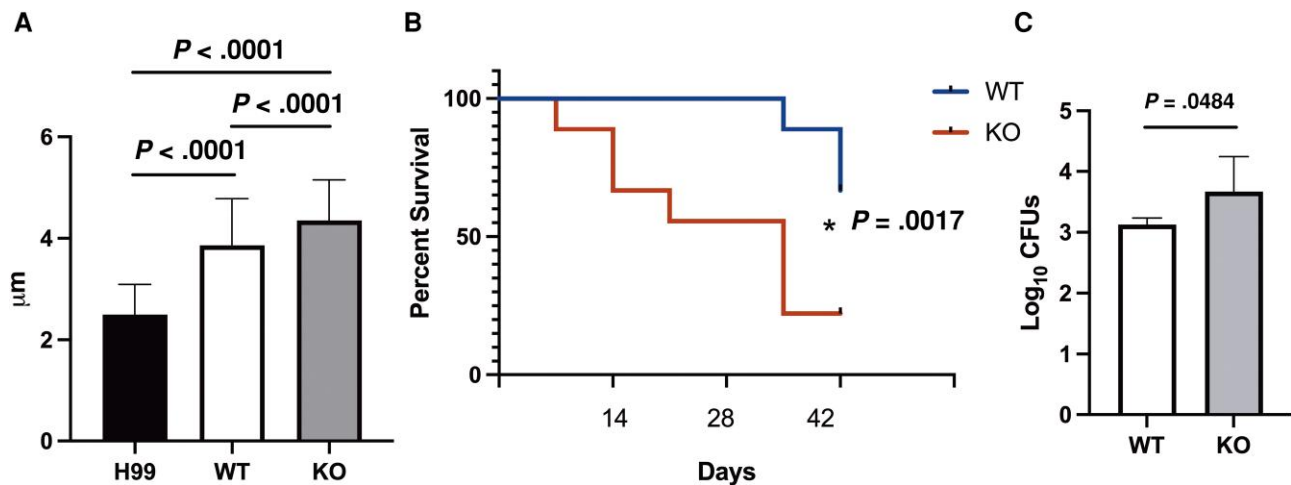 A
P < .0001
P < .0001
P < .0001
6
4
2
0
μm
H99 WT KO
B
WT
KO
100
50
0
Percent Survival
* P = .0017
14 28 42
Days
C
P = .0484
5
4
3
2
1
0
Log10 CFUs
WT KO